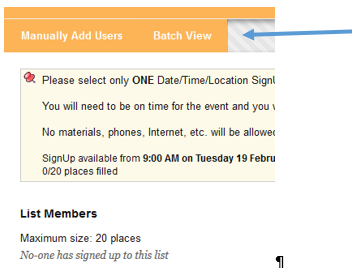 Manually Add Users Batch View
Please select only ONE Date/Time/Location
You will need to be on time for the event and you
No materials, phones, Internet, etc. will be
SignUp available from 9:00 AM on Tuesday 19
0/20 places filled
List Members
Maximum size: 20 places
No-one has signed up to this list
¶